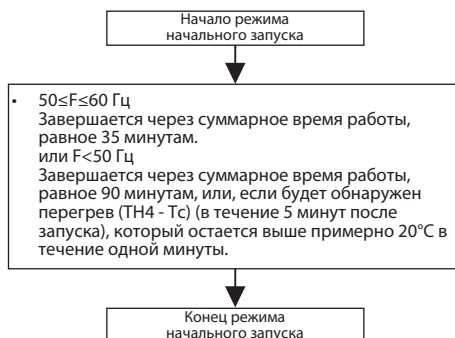 Начало режима
начального запуска
• 50≤F≤60 Гц
Завершается через суммарное время работы,
равное 35 минутам.
или F<50 Гц
Завершается через суммарное время работы,
равное 90 минутам, или, если будет обнаружен
перегрев (TH4 - Tc) (в течение 5 минут после
запуска), который остается выше примерно 20°C в
течение одной минуты.
Конец режима
начального запуска